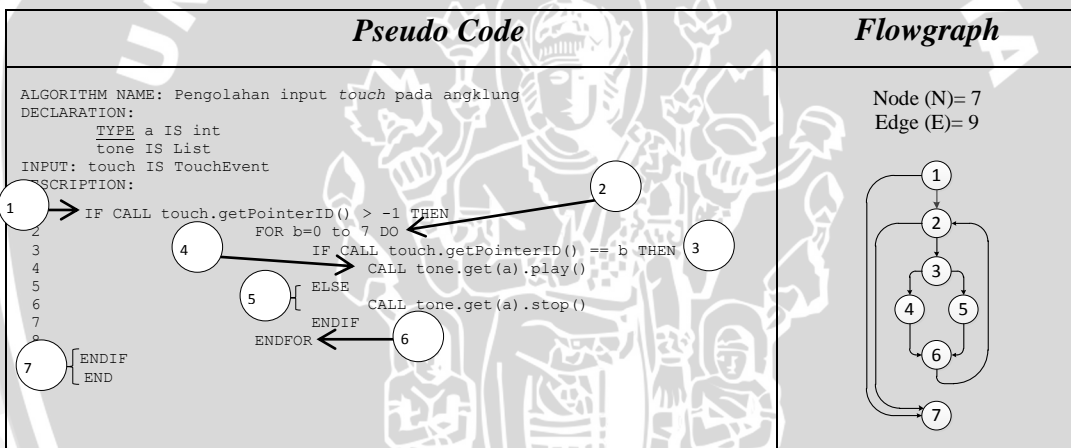 Pseudo Code
Flowgraph
ALGORITHM NAME: Pengolahan input touch pada angklung
DECLARATION:
TYPE a IS int
tone IS List
INPUT: touch IS TouchEvent
SCRIPTION:
1 IF CALL touch.getPointerID() > -1 THEN
2
2 FOR b=0 to 7 DO
3 IF CALL touch.getPointerID() == b THEN 3
4
4 CALL tone.get(a).play()
5 ELSE
5
6 CALL tone.get(a).stop()
7 ENDIF
8 ENDFOR 6
7 ENDIF
END
Node (N)= 7
Edge (E)= 9
1
2
3
4 5
6
7